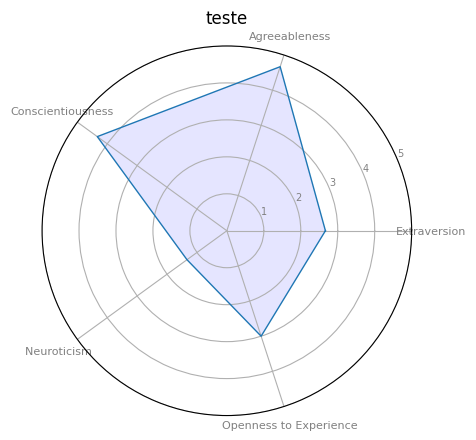 teste
Agreeableness
Conscientiousness
5
4
3
2
1
Extraversion
Neuroticism
Openness to Experience